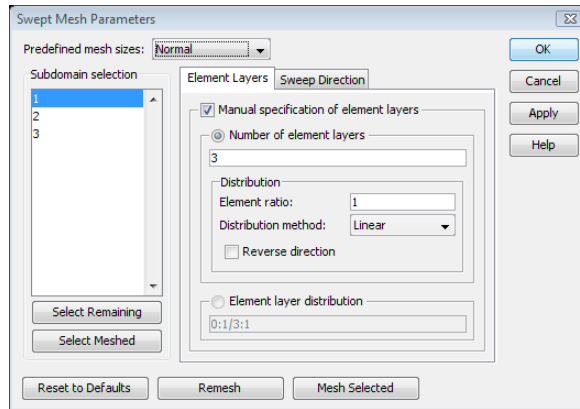 Swept Mesh Parameters
Predefined mesh sizes: Normal
OK
Cancel
Apply
Help
Subdomain selection
1
2
3
Select Remaining
Select Meshed
Element Layers
Sweep Direction
Manual specification of element layers
Number of element layers
3
Distribution
Element ratio: 1
Distribution method: Linear
Reverse direction
Element layer distribution
0:1/3:1
Reset to Defaults
Remesh
Mesh Selected